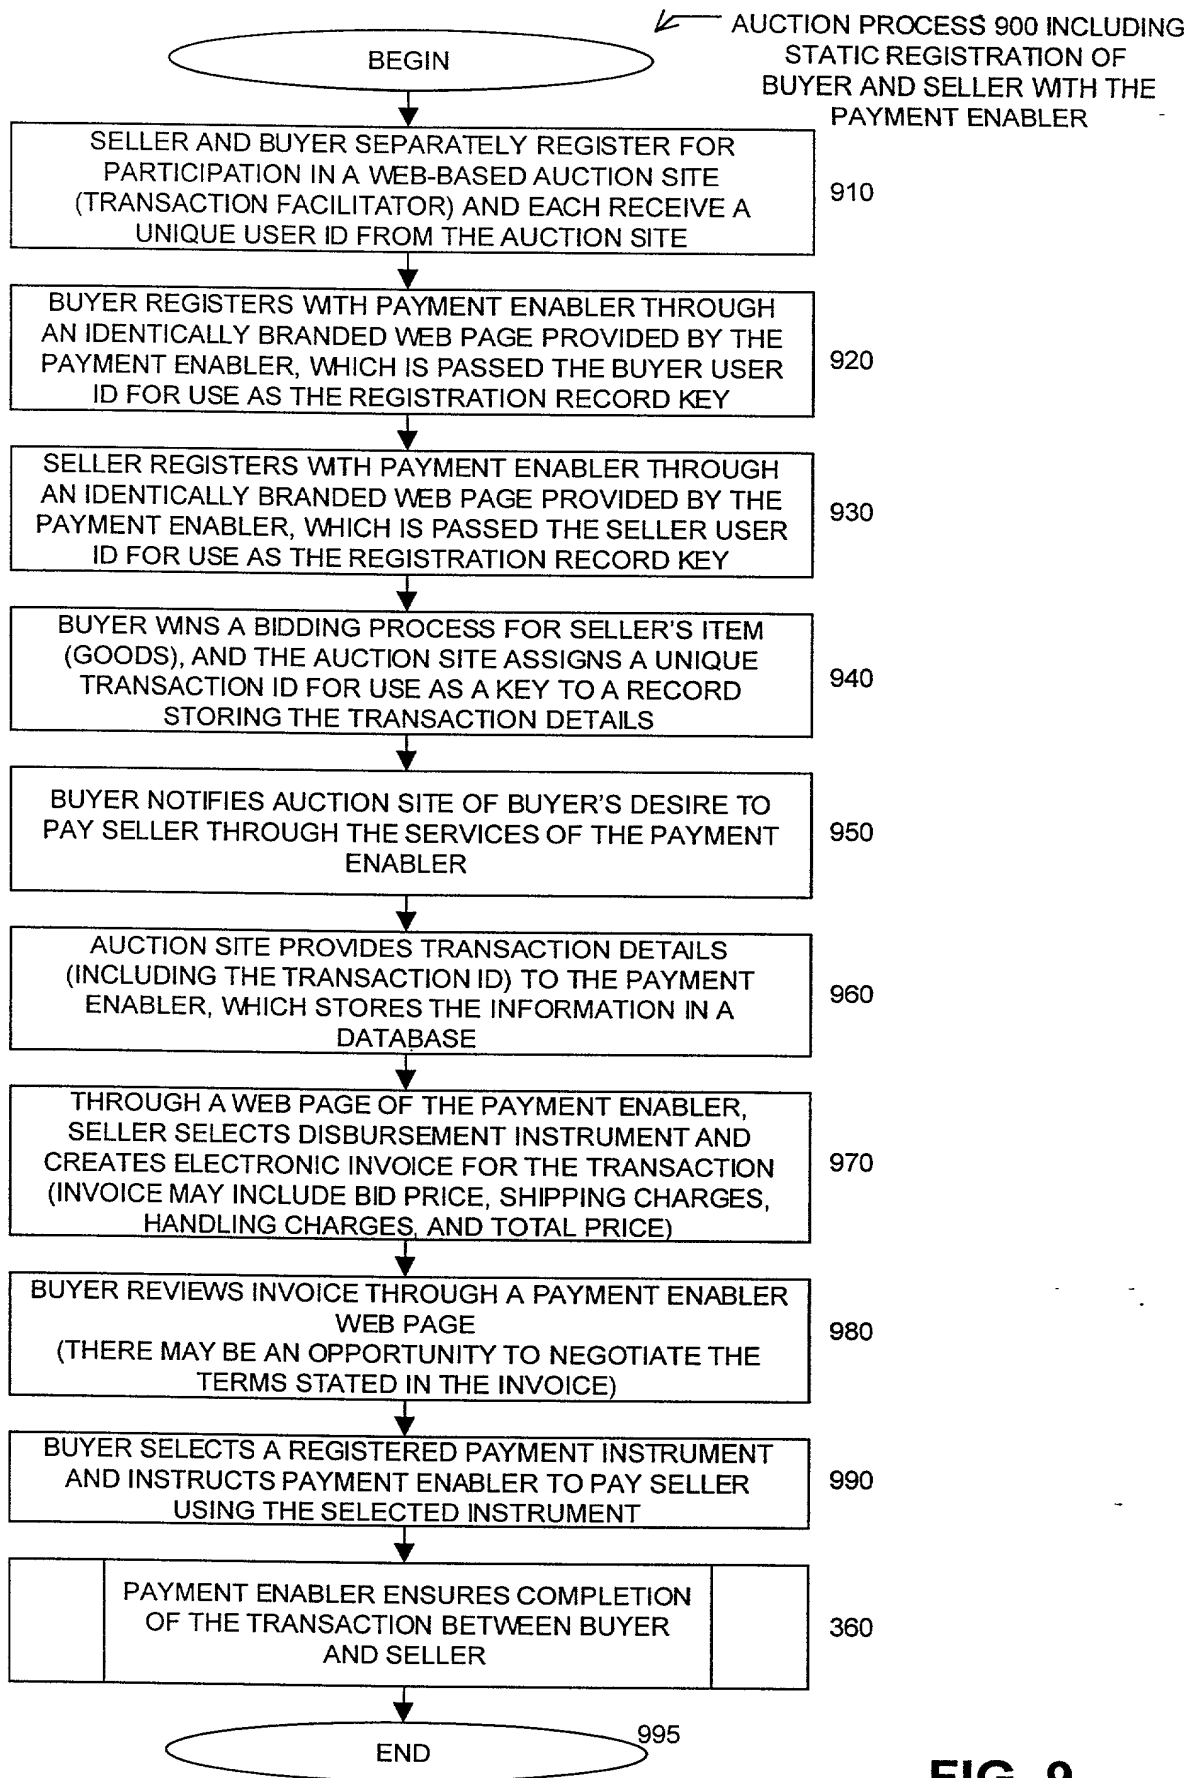 AUCTION PROCESS 900 INCLUDING
STATIC REGISTRATION OF
BUYER AND SELLER WITH THE
PAYMENT ENABLER
BEGIN
SELLER AND BUYER SEPARATELY REGISTER FOR
PARTICIPATION IN A WEB-BASED AUCTION SITE
(TRANSACTION FACILITATOR) AND EACH RECEIVE A
UNIQUE USER ID FROM THE AUCTION SITE
910
BUYER REGISTERS WITH PAYMENT ENABLER THROUGH
AN IDENTICALLY BRANDED WEB PAGE PROVIDED BY THE
PAYMENT ENABLER, WHICH IS PASSED THE BUYER USER
ID FOR USE AS THE REGISTRATION RECORD KEY
920
SELLER REGISTERS WITH PAYMENT ENABLER THROUGH
AN IDENTICALLY BRANDED WEB PAGE PROVIDED BY THE
PAYMENT ENABLER, WHICH IS PASSED THE SELLER USER
ID FOR USE AS THE REGISTRATION RECORD KEY
930
BUYER WINS A BIDDING PROCESS FOR SELLER'S ITEM
(GOODS), AND THE AUCTION SITE ASSIGNS A UNIQUE
TRANSACTION ID FOR USE AS A KEY TO A RECORD
STORING THE TRANSACTION DETAILS
940
BUYER NOTIFIES AUCTION SITE OF BUYER'S DESIRE TO
PAY SELLER THROUGH THE SERVICES OF THE PAYMENT
ENABLER
950
AUCTION SITE PROVIDES TRANSACTION DETAILS
(INCLUDING THE TRANSACTION ID) TO THE PAYMENT
ENABLER, WHICH STORES THE INFORMATION IN A
DATABASE
960
THROUGH A WEB PAGE OF THE PAYMENT ENABLER,
SELLER SELECTS DISBURSEMENT INSTRUMENT AND
CREATES ELECTRONIC INVOICE FOR THE TRANSACTION
(INVOICE MAY INCLUDE BID PRICE, SHIPPING CHARGES,
HANDLING CHARGES, AND TOTAL PRICE)
970
BUYER REVIEWS INVOICE THROUGH A PAYMENT ENABLER
WEB PAGE
(THERE MAY BE AN OPPORTUNITY TO NEGOTIATE THE
TERMS STATED IN THE INVOICE)
980
BUYER SELECTS A REGISTERED PAYMENT INSTRUMENT
AND INSTRUCTS PAYMENT ENABLER TO PAY SELLER
USING THE SELECTED INSTRUMENT
990
PAYMENT ENABLER ENSURES COMPLETION
OF THE TRANSACTION BETWEEN BUYER
AND SELLER
360
END
995
FIG. 9